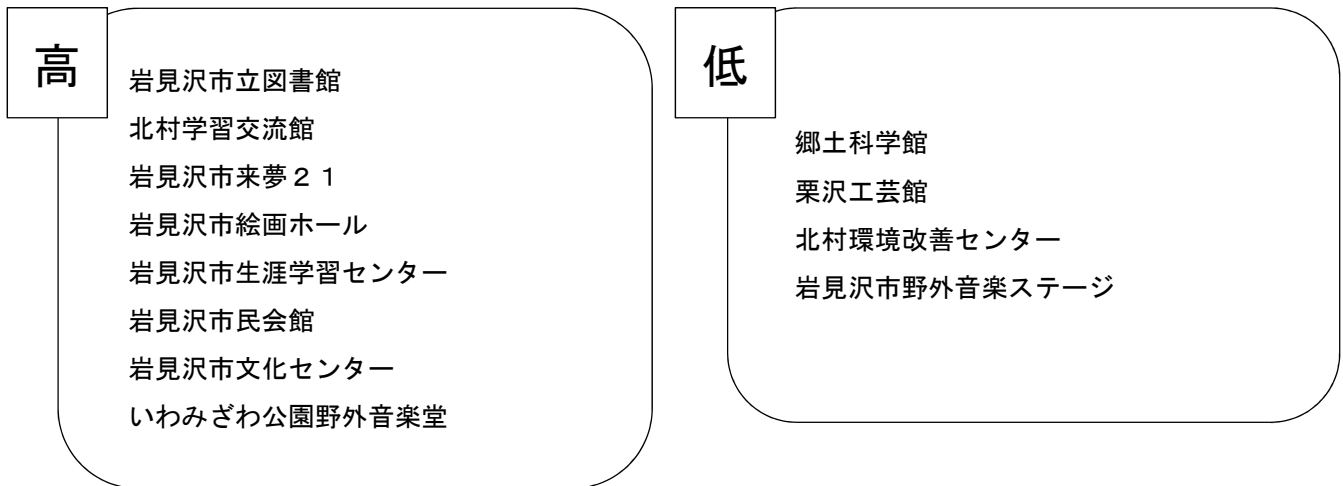 高
岩見沢市立図書館
北村学習交流館
岩見沢市来夢２１
岩見沢市絵画ホール
岩見沢市生涯学習センター
岩見沢市民会館
岩見沢市文化センター
いわみざわ公園野外音楽堂
低
郷土科学館
栗沢工芸館
北村環境改善センター
岩見沢市野外音楽ステージ